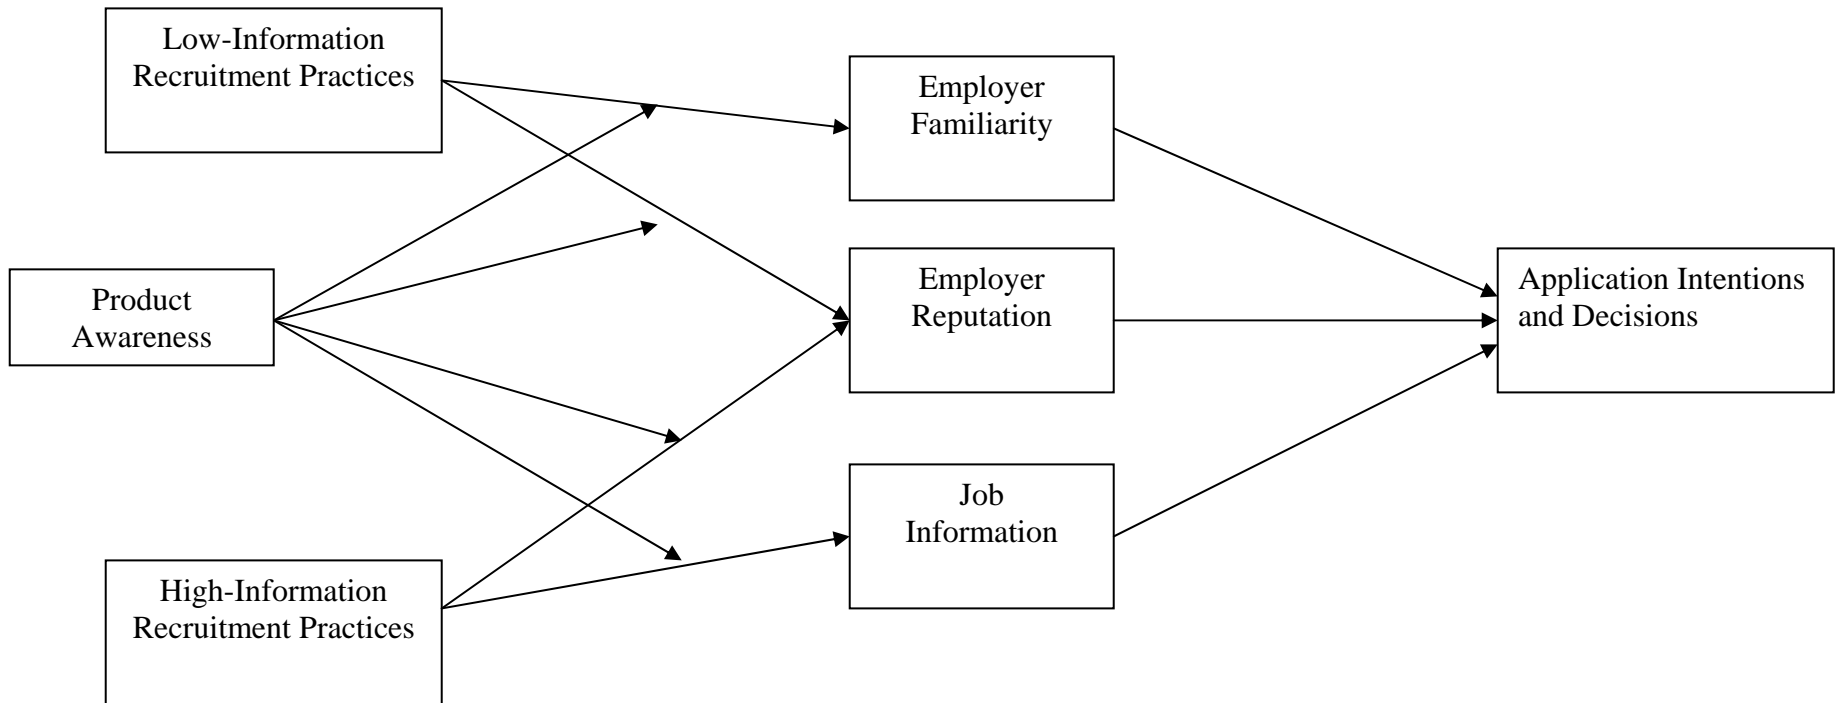 Low-Information
Recruitment Practices
Employer
Familiarity
Product
Awareness
Employer
Reputation
Application Intentions
and Decisions
Job
Information
High-Information
Recruitment Practices